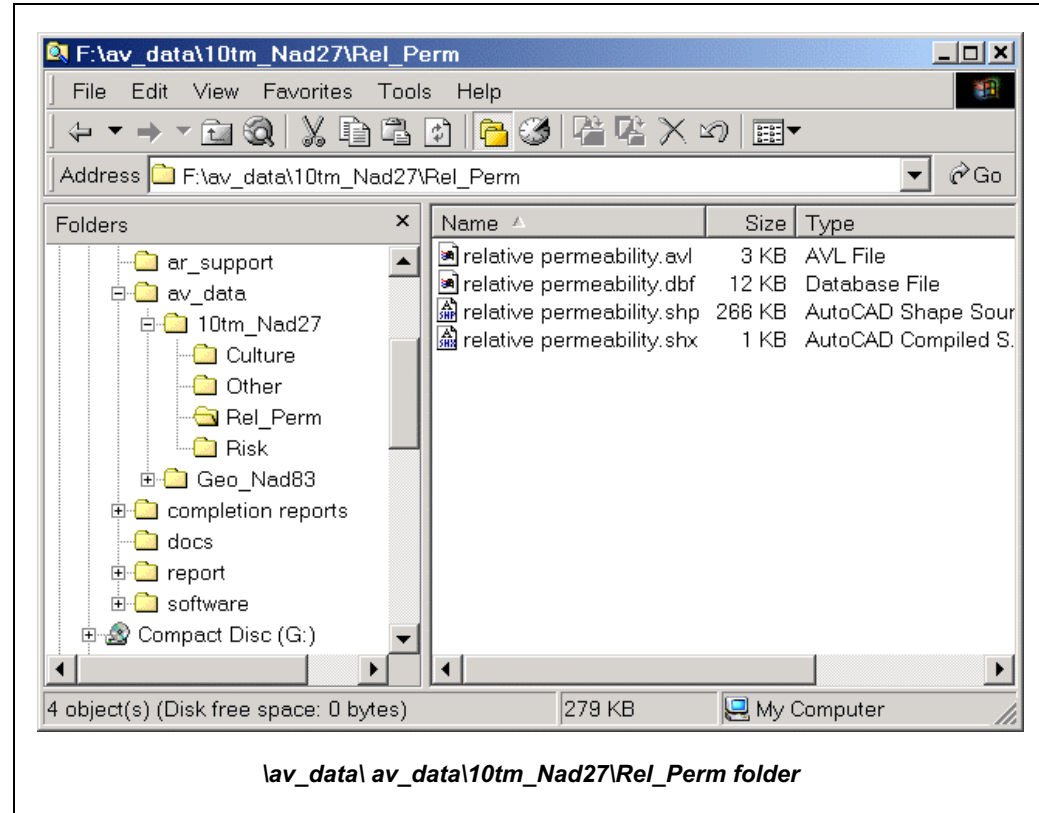 F:\av_data\10tm_Nad27\Rel_Perm
File Edit View Favorites Tools Help
Address F:\av_data\10tm_Nad27\Rel_Perm Go
Folders
ar_support
av_data
10tm_Nad27
Culture
Other
Rel_Perm
Risk
Geo_Nad83
completion reports
docs
report
software
Compact Disc (G:)
Name Size Type
relative permeability.avl 3 KB AVL File
relative permeability.dbf 12 KB Database File
relative permeability.shp 266 KB AutoCAD Shape Sour
relative permeability.shx 1 KB AutoCAD Compiled S.
4 object(s) (Disk free space: 0 bytes) 279 KB My Computer
\av_data\ av_data\10tm_Nad27\Rel_Perm folder